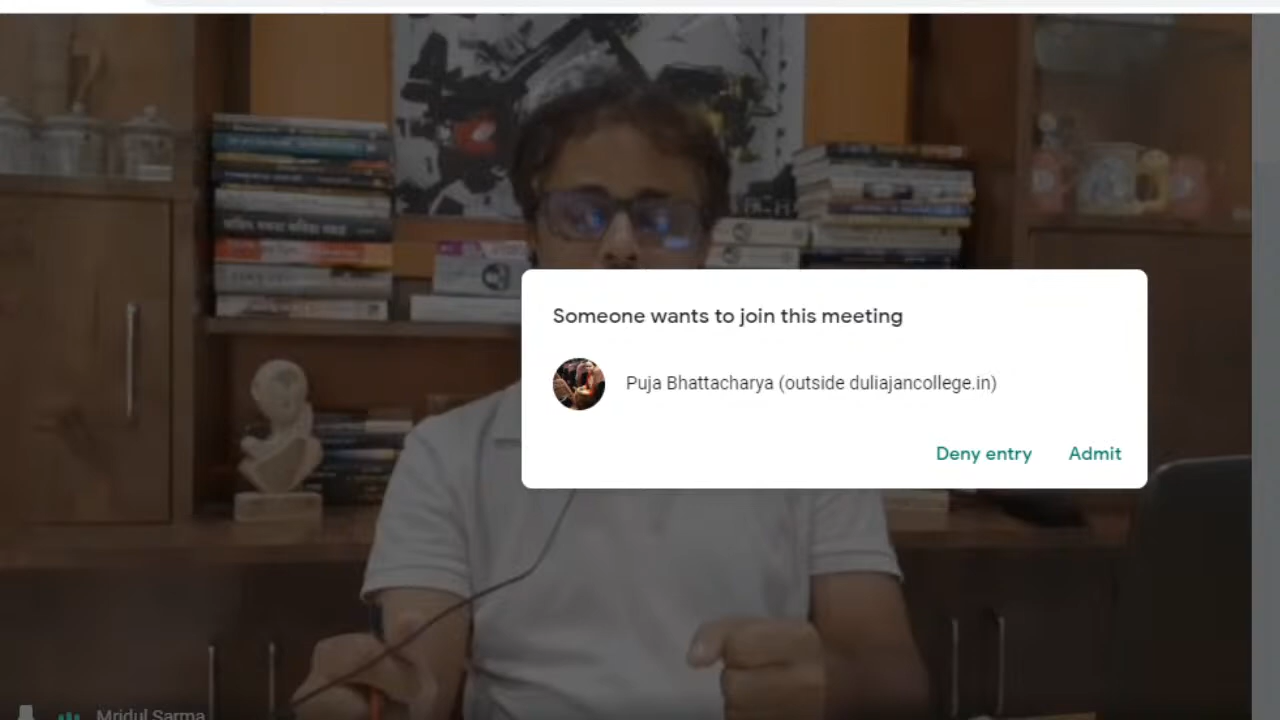 Someone wants to join this meeting
Puja Bhattacharya (outside duliajancollege.in)
Deny entry
Admit
Mridul Sarma